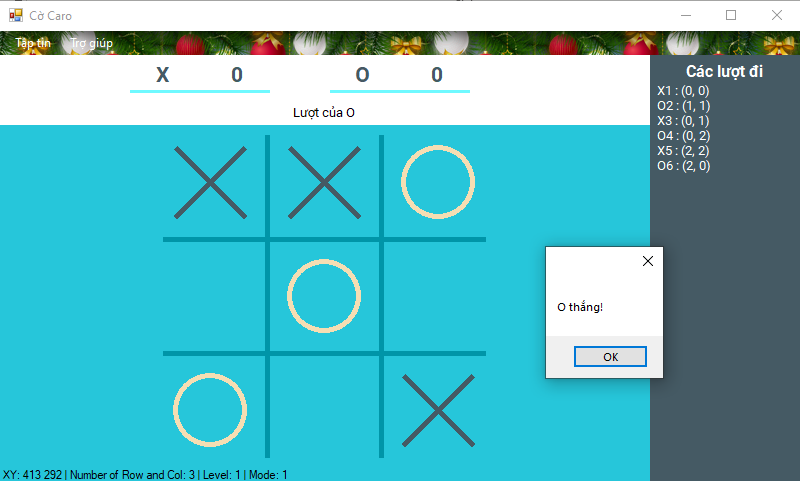 Cờ Caro
Tập tin Trợ giúp
X 0 O 0
Lượt của O
Các lượt đi
X1 : (0, 0)
O2 : (1, 1)
X3 : (0, 1)
O4 : (0, 2)
X5 : (2, 2)
O6 : (2, 0)
O thắng!
OK
XY: 413 292 | Number of Row and Col: 3 | Level: 1 | Mode: 1